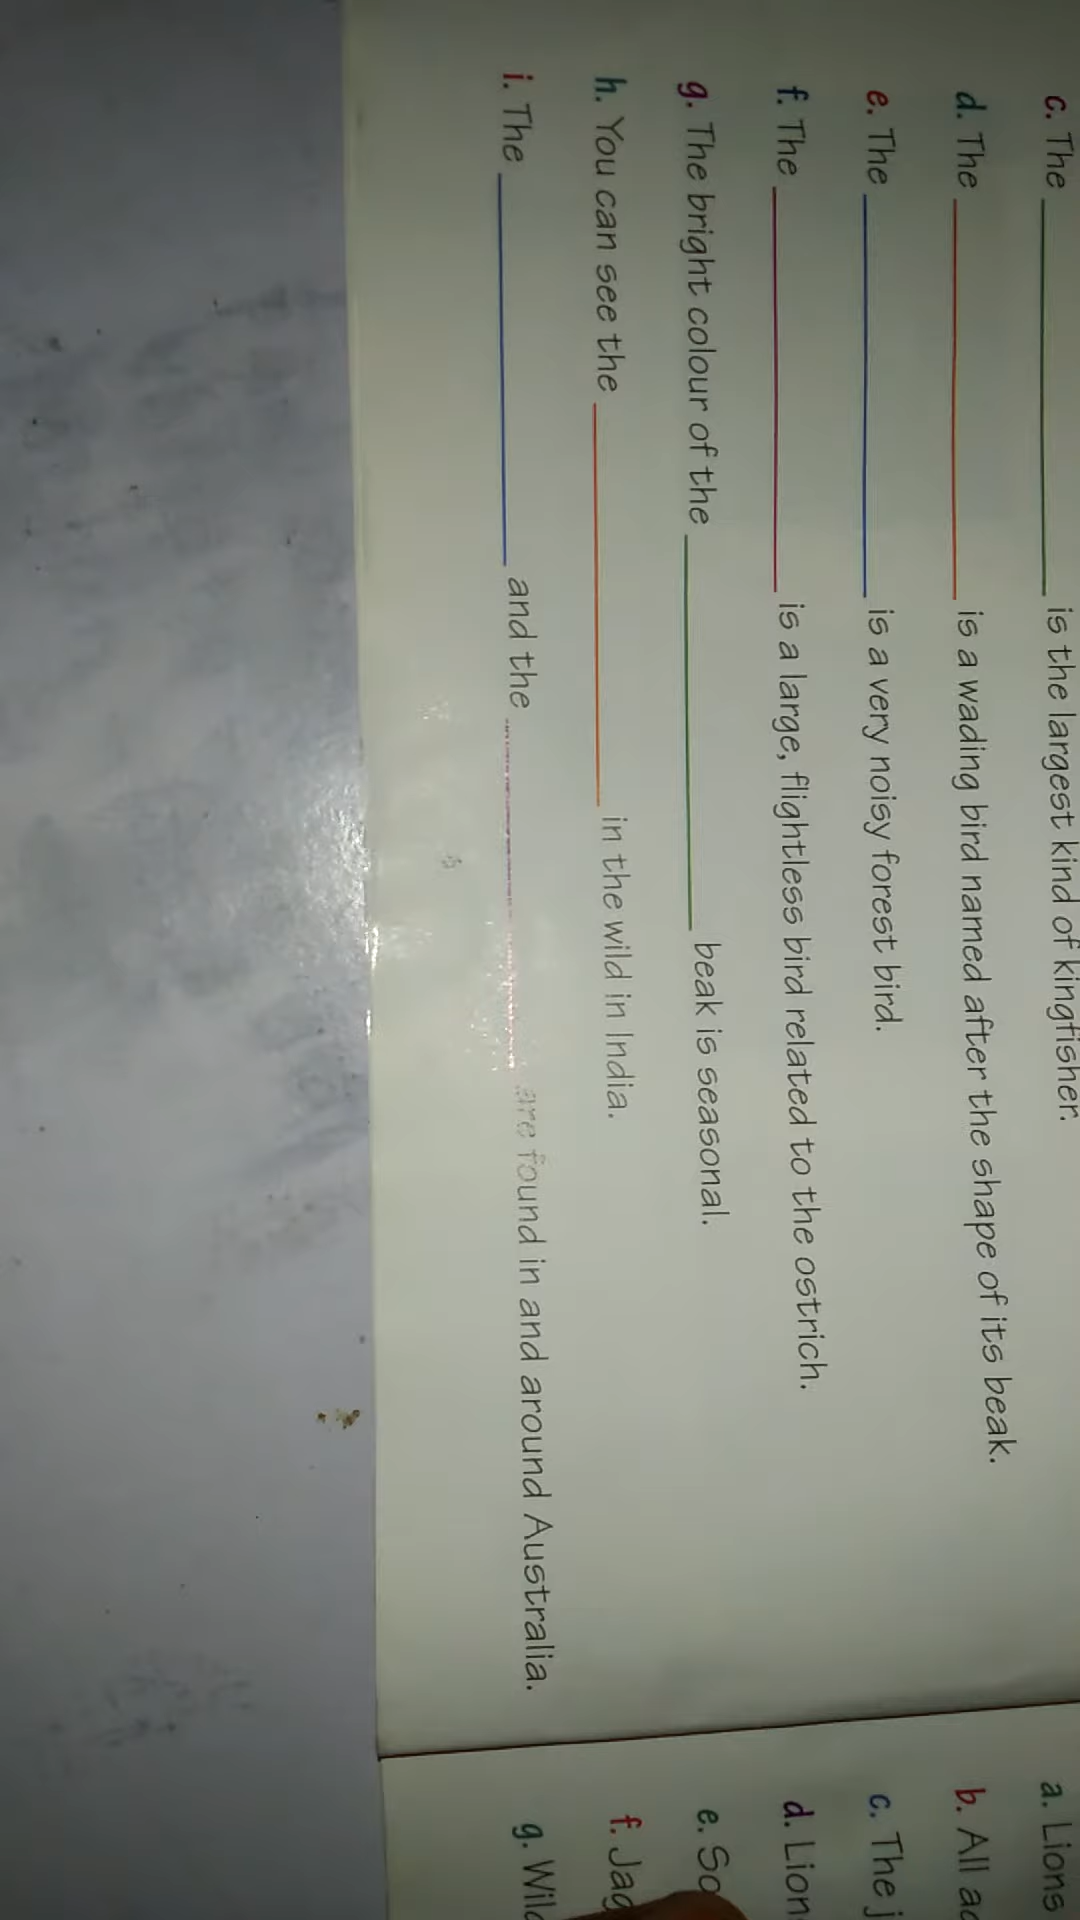 c. The ______ is the largest kind of kingfisher.
d. The ______ is a wading bird named after the shape of its beak.
e. The ______ is a very noisy forest bird.
f. The ______ is a large, flightless bird related to the ostrich.
g. The bright colour of the ______ beak is seasonal.
h. You can see the ______ in the wild in India.
i. The ______ and the ______ are found in and around Australia.
a. Lions
b. All
c. The
d. Lion
e.
f.
g.